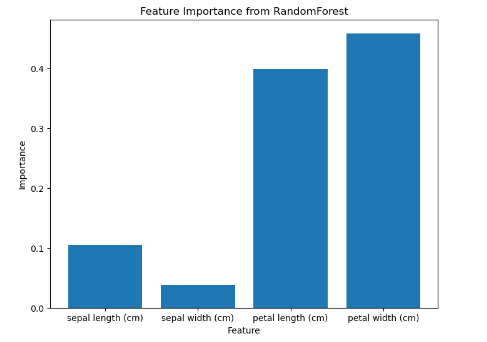 Feature Importance from RandomForest
0.4
0.3
0.2
0.1
0.0
Importance
sepal length (cm) sepal width (cm) petal length (cm) petal width (cm)
Feature